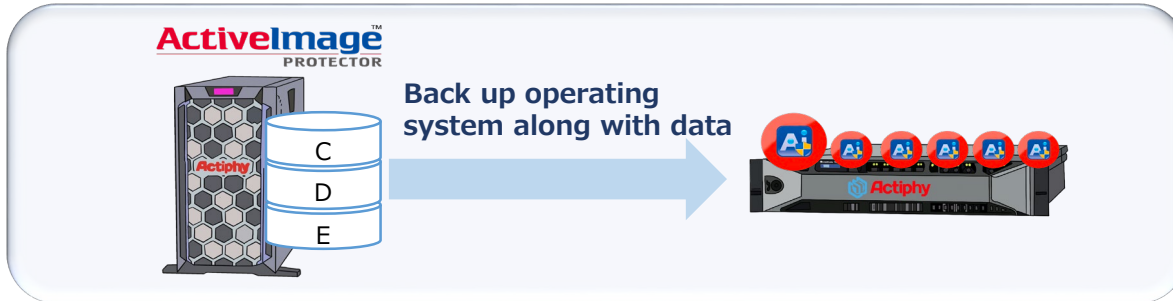 ActiveImage™
PROTECTOR
Back up operating
system along with data
C
D
E
Actiphy
Actiphy
Ai
Ai
Ai
Ai
Ai
Ai